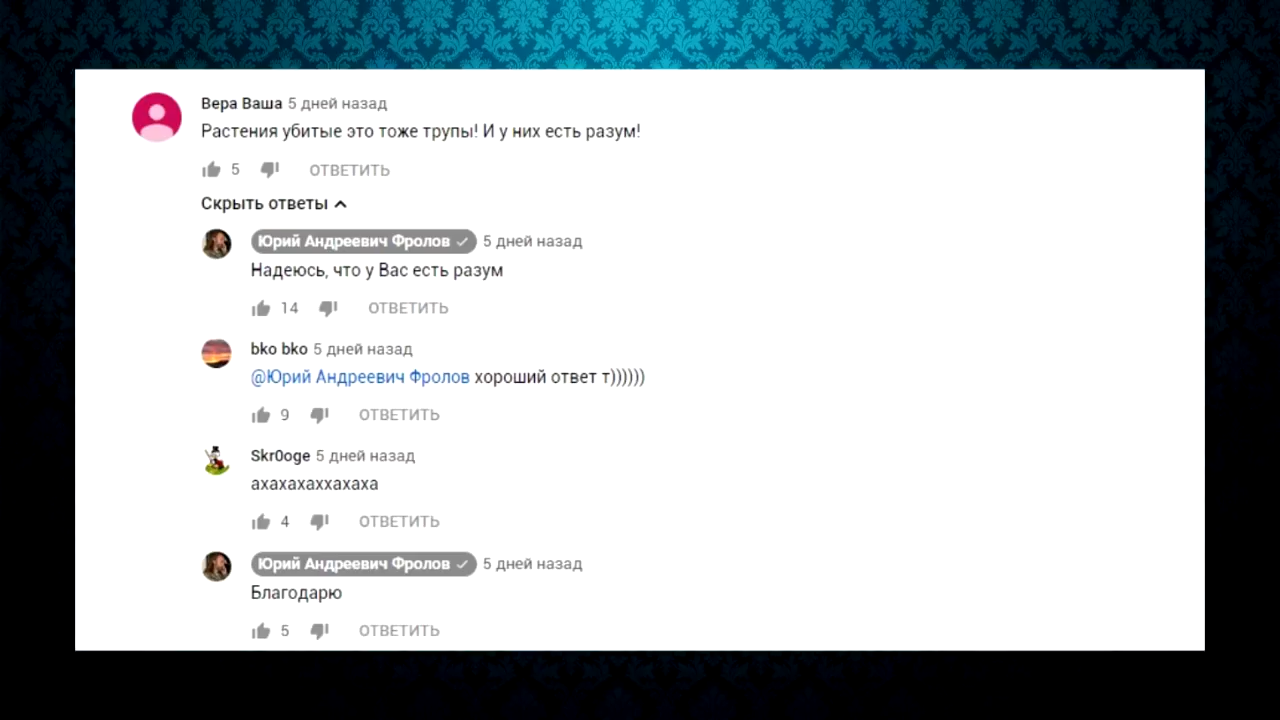 Вера Ваша 5 дней назад
Растения убитые это тоже трупы! И у них есть разум!
5 ОТВЕТИТЬ
Скрыть ответы
Юрий Андреевич Фролов 5 дней назад
Надеюсь, что у Вас есть разум
14 ОТВЕТИТЬ
bko bko 5 дней назад
@Юрий Андреевич Фролов хороший ответ т))))))
9 ОТВЕТИТЬ
Skr0oge 5 дней назад
ахахахаххахаха
4 ОТВЕТИТЬ
Юрий Андреевич Фролов 5 дней назад
Благодарю
5 ОТВЕТИТЬ